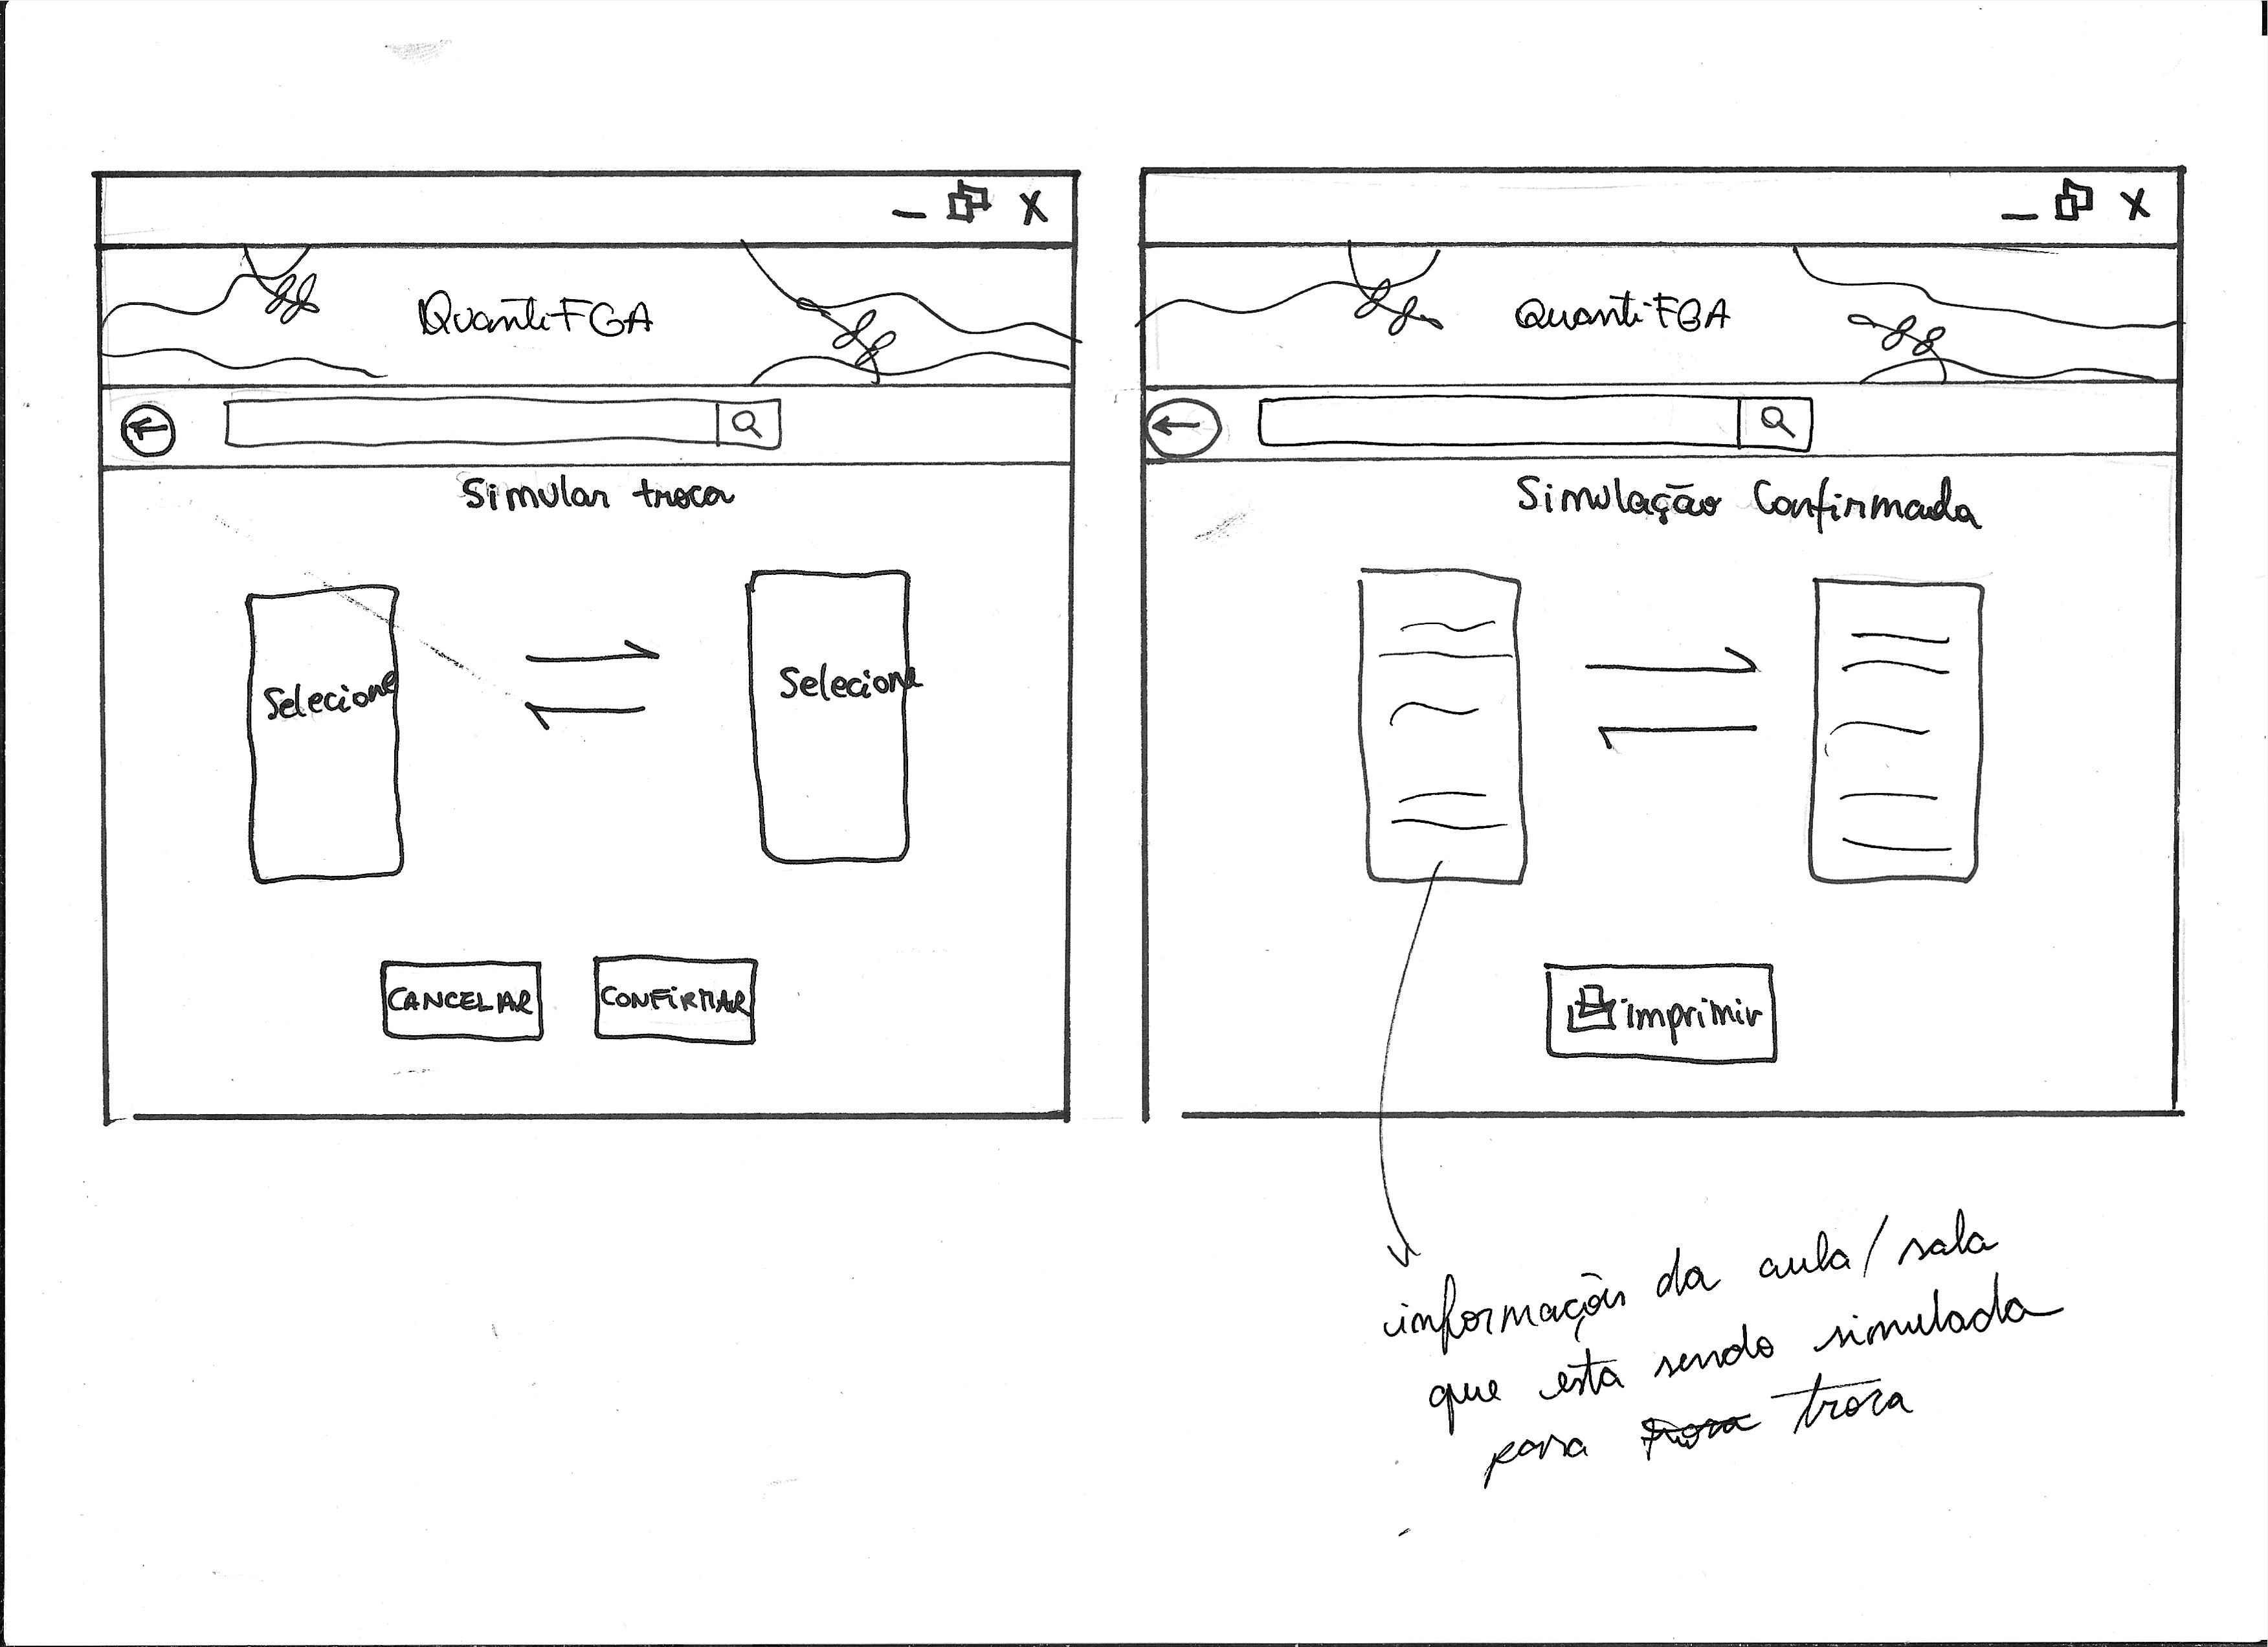 QuantiFGA
Simular troca
Selecione
Selecione
CANCELAR
CONFIRMAR
QuantiFGA
Simulação Confirmada
imprimir
informações da aula/sala
que esta sendo simulada
para troca